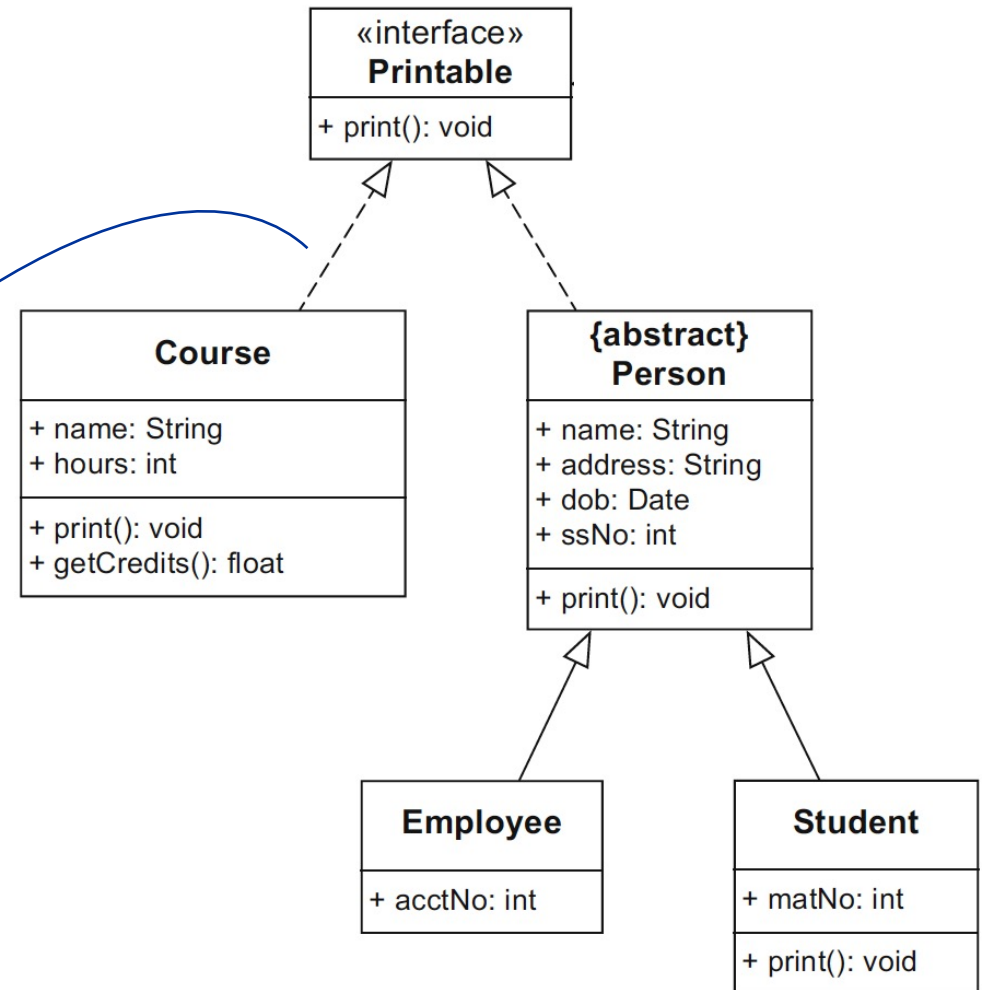 «interface»
Printable
+ print(): void
Course
+ name: String
+ hours: int
+ print(): void
+ getCredits(): float
{abstract}
Person
+ name: String
+ address: String
+ dob: Date
+ ssNo: int
+ print(): void
Employee
+ acctNo: int
Student
+ matNo: int
+ print(): void